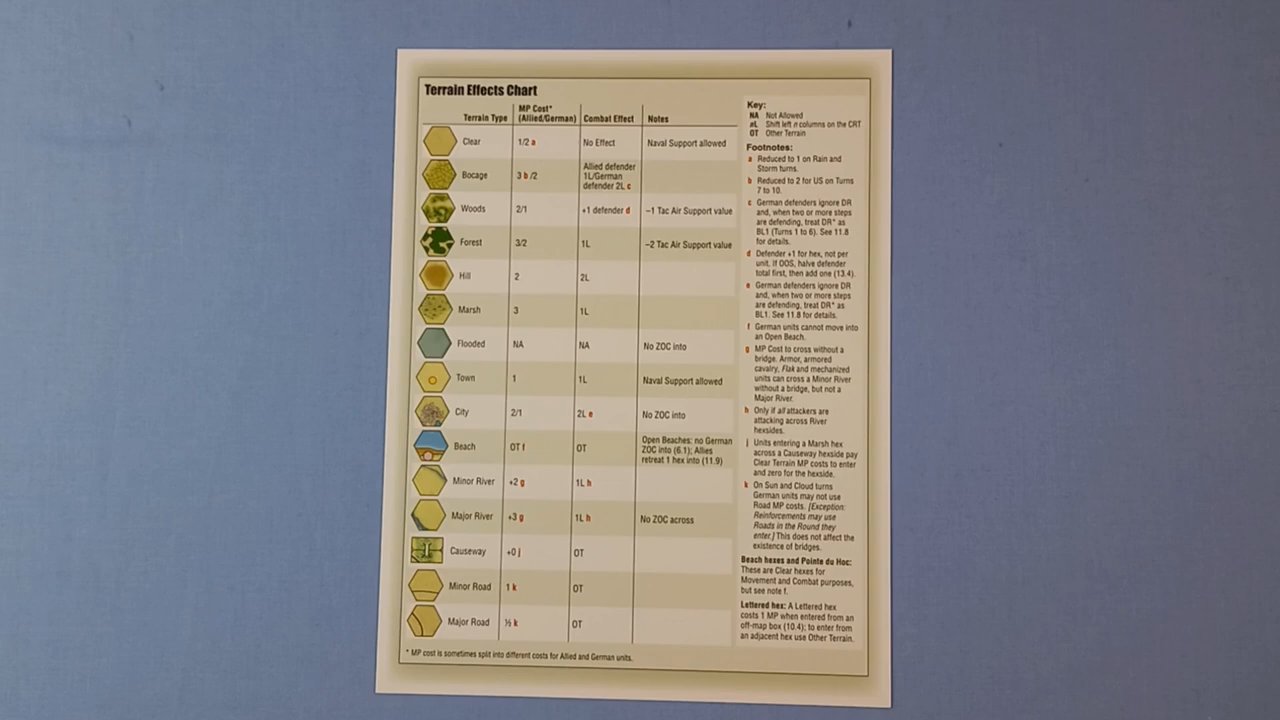 Terrain Effects Chart
Terrain Type
MP Cost*
(Allied/German)
Combat Effect
Notes
Clear
1/2 a
No Effect
Naval Support allowed
Bocage
3 b /2
Allied defender
1L/German
defender 2L c
Woods
2/1
+1 defender d
–1 Tac Air Support value
Forest
3/2
1L
–2 Tac Air Support value
Hill
2
2L
Marsh
3
1L
Flooded
NA
NA
No ZOC into
Town
1
1L
Naval Support allowed
City
2/1
2L e
No ZOC into
Beach
OT f
OT
Open Beaches: no German
ZOC into (6.1); Allies
retreat 1 hex into (11.9)
Minor River
+2 g
1L h
Major River
+3 g
1L h
No ZOC across
Causeway
+0 j
OT
Minor Road
1 k
OT
Major Road
½ k
OT
* MP cost is sometimes split into different costs for Allied and German units.
Key:
NA Not Allowed
nL Shift left n columns on the CRT
OT Other Terrain
Footnotes:
a Reduced to 1 on Rain and
Storm turns.
b Reduced to 2 for US on Turns
7 to 10.
c German defenders ignore DR
and, when two or more steps
are defending, treat DR* as
BL1 (Turns 1 to 6). See 11.8
for details.
d Defender +1 for hex, not per
unit. If OOS, halve defender
total first, then add one (13.4).
e German defenders ignore DR
and, when two or more steps
are defending, treat DR* as
BL1. See 11.8 for details.
f German units cannot move into
an Open Beach.
g MP Cost to cross without a
bridge. Armor, armored
cavalry, Flak and mechanized
units can cross a Minor River
without a bridge, but not a
Major River.
h Only if all attackers are
attacking across River
hexsides.
j Units entering a Marsh hex
across a Causeway hexside pay
Clear Terrain MP costs to enter
and zero for the hexside.
k On Sun and Cloud turns
German units may not use
Road MP costs. [Exception:
Reinforcements may use
Roads in the Round they
enter.] This does not affect the
existence of bridges.
Beach hexes and Pointe du Hoc:
These are Clear hexes for
Movement and Combat purposes,
but see note f.
Lettered hex: A Lettered hex
costs 1 MP when entered from an
off-map box (10.4); to enter from
an adjacent hex use Other Terrain.